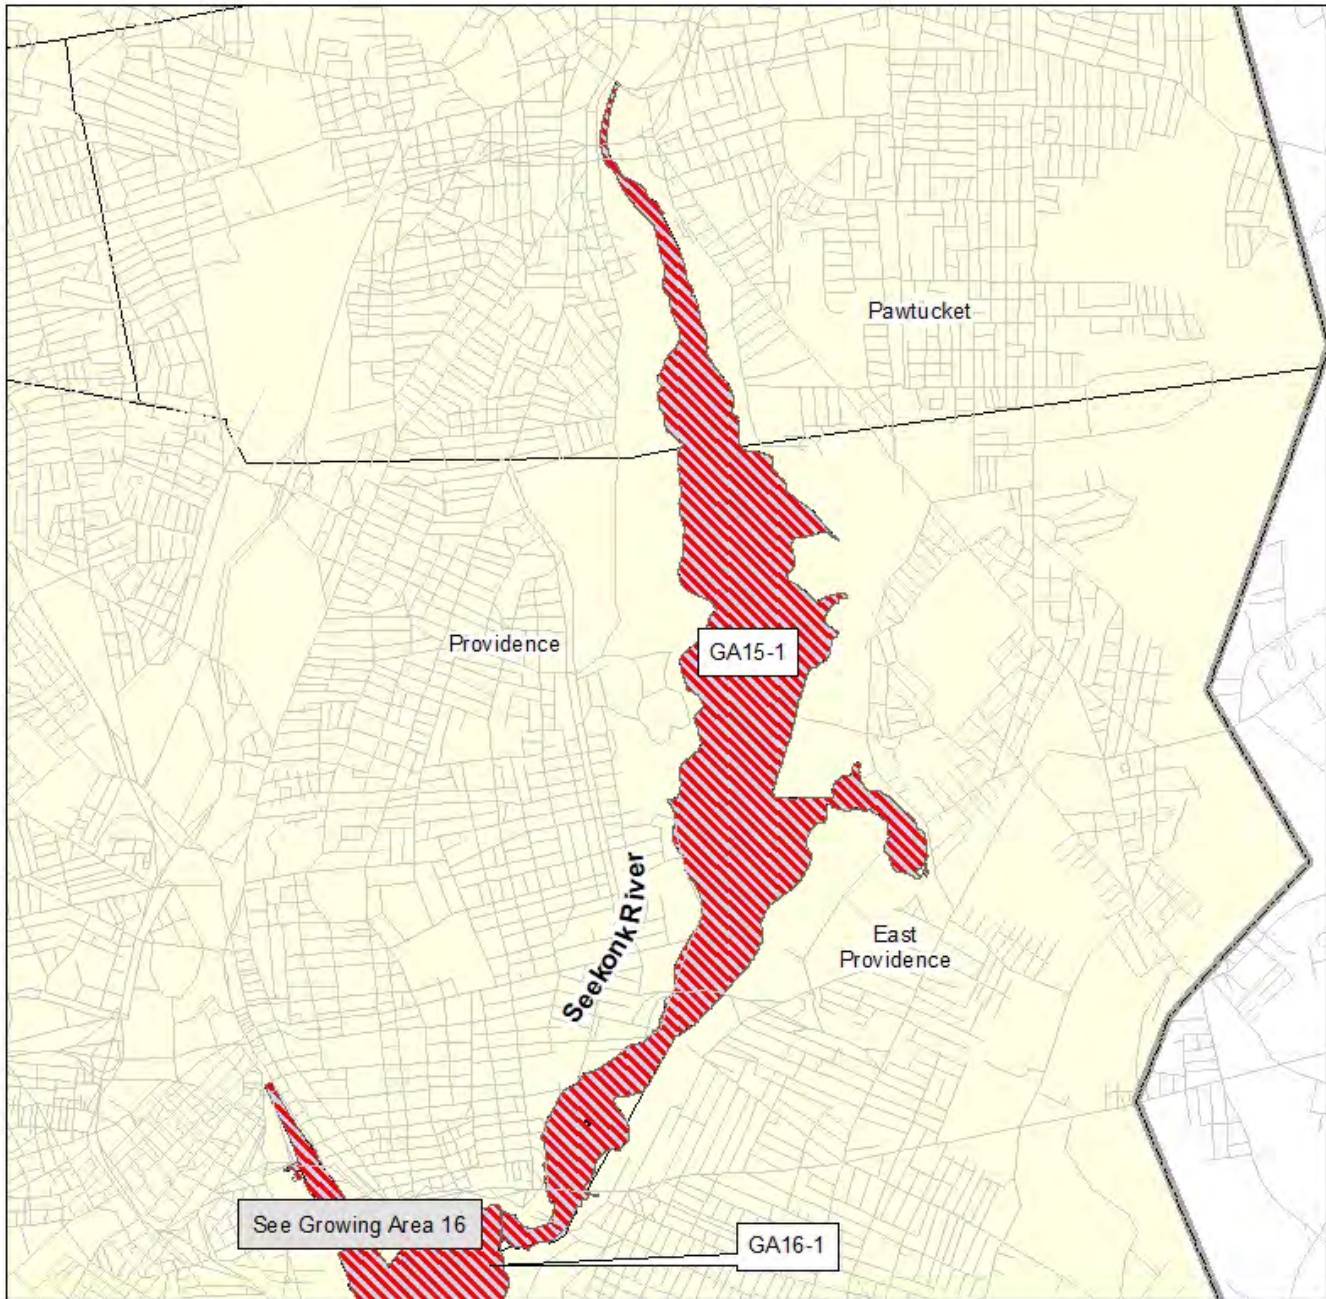 Pawtucket
Providence
GA15-1
Seekonk River
East
Providence
See Growing Area 16
GA16-1